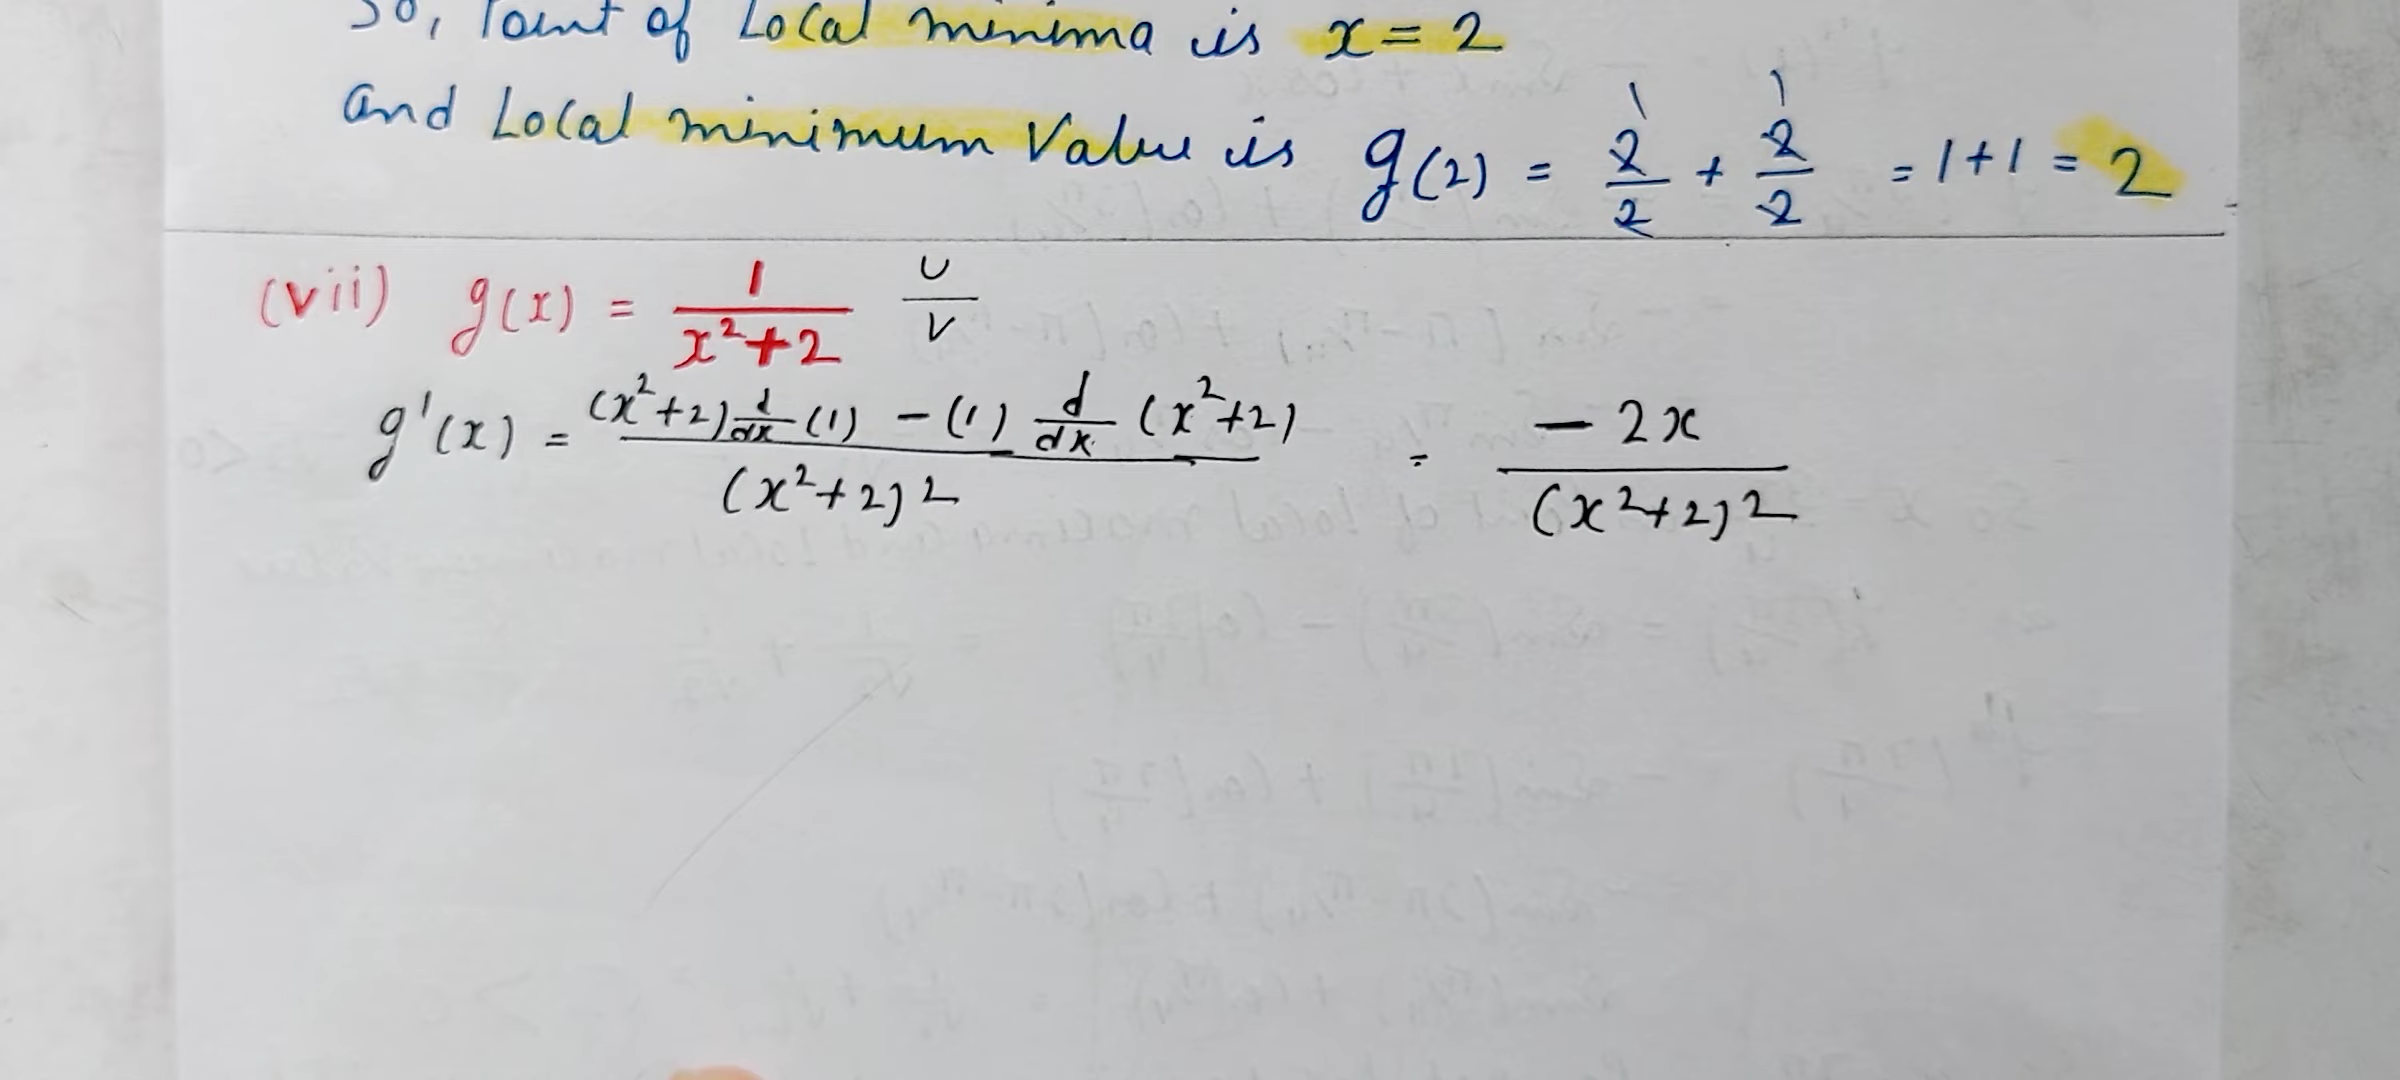 So, Point of Local minima is x = 2
and Local minimum Value is g(2) = 2/2 + 2/2 = 1+1 = 2
(vii) g(x) = 1/(x²+2) U/V
g'(x) = ((x²+2) d/dx (1) - (1) d/dx (x²+2))/(x²+2)² = -2x/(x²+2)²